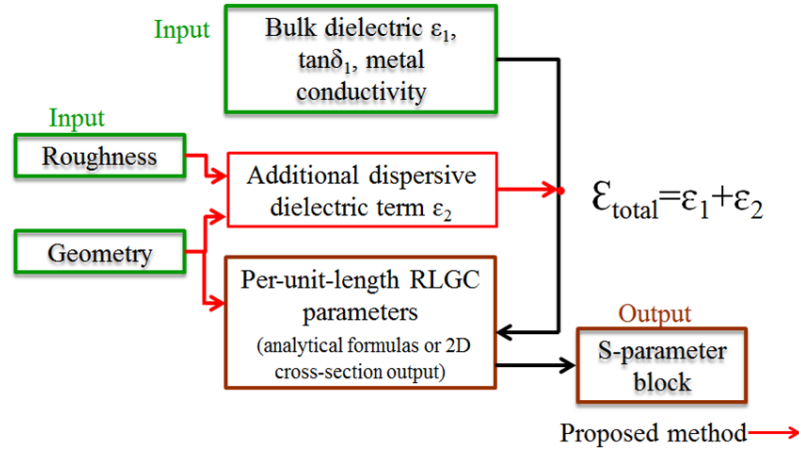 Input
Bulk dielectric ε₁,
tanδ₁, metal
conductivity
Input
Roughness
Additional dispersive
dielectric term ε₂
Ɛtotal=ε₁+ε₂
Geometry
Per-unit-length RLGC
parameters
(analytical formulas or 2D
cross-section output)
Output
S-parameter
block
Proposed method